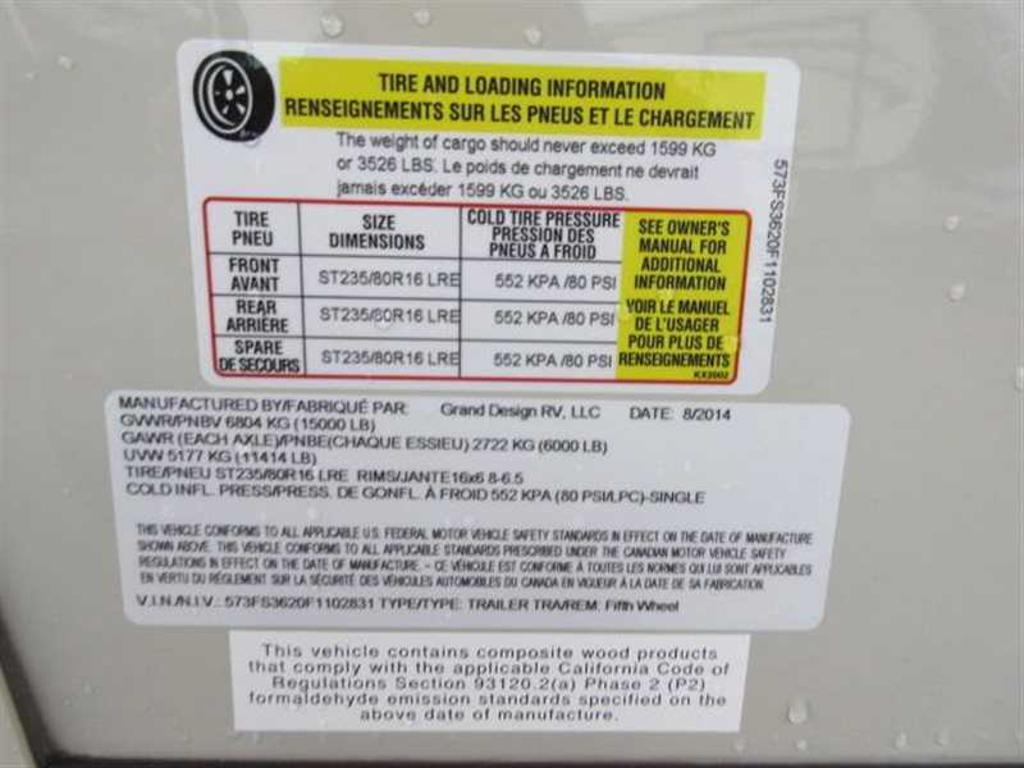 TIRE AND LOADING INFORMATION
RENSEIGNEMENTS SUR LES PNEUS ET LE CHARGEMENT
The weight of cargo should never exceed 1599 KG
or 3526 LBS. Le poids de chargement ne devrait
jamais excéder 1599 KG ou 3526 LBS.
TIRE
PNEU
SIZE
DIMENSIONS
COLD TIRE PRESSURE
PRESSION DES
PNEUS A FROID
SEE OWNER'S
MANUAL FOR
ADDITIONAL
INFORMATION
VOIR LE MANUEL
DE L'USAGER
POUR PLUS DE
RENSEIGNEMENTS
KX2002
FRONT
AVANT
ST235/80R16 LRE
552 KPA /80 PSI
REAR
ARRIÈRE
ST235/80R16 LRE
552 KPA /80 PSI
SPARE
DE SECOURS
ST235/80R16 LRE
552 KPA /80 PSI
573FS3620F1102831
MANUFACTURED BY/FABRIQUÉ PAR: Grand Design RV, LLC DATE: 8/2014
GVWR/PNBV 6804 KG (15000 LB)
GAWR (EACH AXLE)/PNBE(CHAQUE ESSIEU) 2722 KG (6000 LB)
UVW 5177 KG (11414 LB)
TIRE/PNEU ST235/80R16 LRE RIMS/JANTE16x6 8-6.5
COLD INFL. PRESS/PRESS. DE GONFL. À FROID 552 KPA (80 PSI/LPC)-SINGLE
THIS VEHICLE CONFORMS TO ALL APPLICABLE U.S. FEDERAL MOTOR VEHICLE SAFETY STANDARDS IN EFFECT ON THE DATE OF MANUFACTURE
SHOWN ABOVE. THIS VEHICLE CONFORMS TO ALL APPLICABLE STANDARDS PRESCRIBED UNDER THE CANADIAN MOTOR VEHICLE SAFETY
REGULATIONS IN EFFECT ON THE DATE OF MANUFACTURE. - CE VÉHICULE EST CONFORME À TOUTES LES NORMES QUI LUI SONT APPLICABLES
EN VERTU DU RÈGLEMENT SUR LA SÉCURITÉ DES VÉHICULES AUTOMOBILES DU CANADA EN VIGUEUR À LA DATE DE SA FABRICATION
V.I.N./N.I.V.: 573FS3620F1102831 TYPE/TYPE: TRAILER TRA/REM: Fifth Wheel
This vehicle contains composite wood products
that comply with the applicable California Code of
Regulations Section 93120.2(a) Phase 2 (P2)
formaldehyde emission standards specified on the
above date of manufacture.